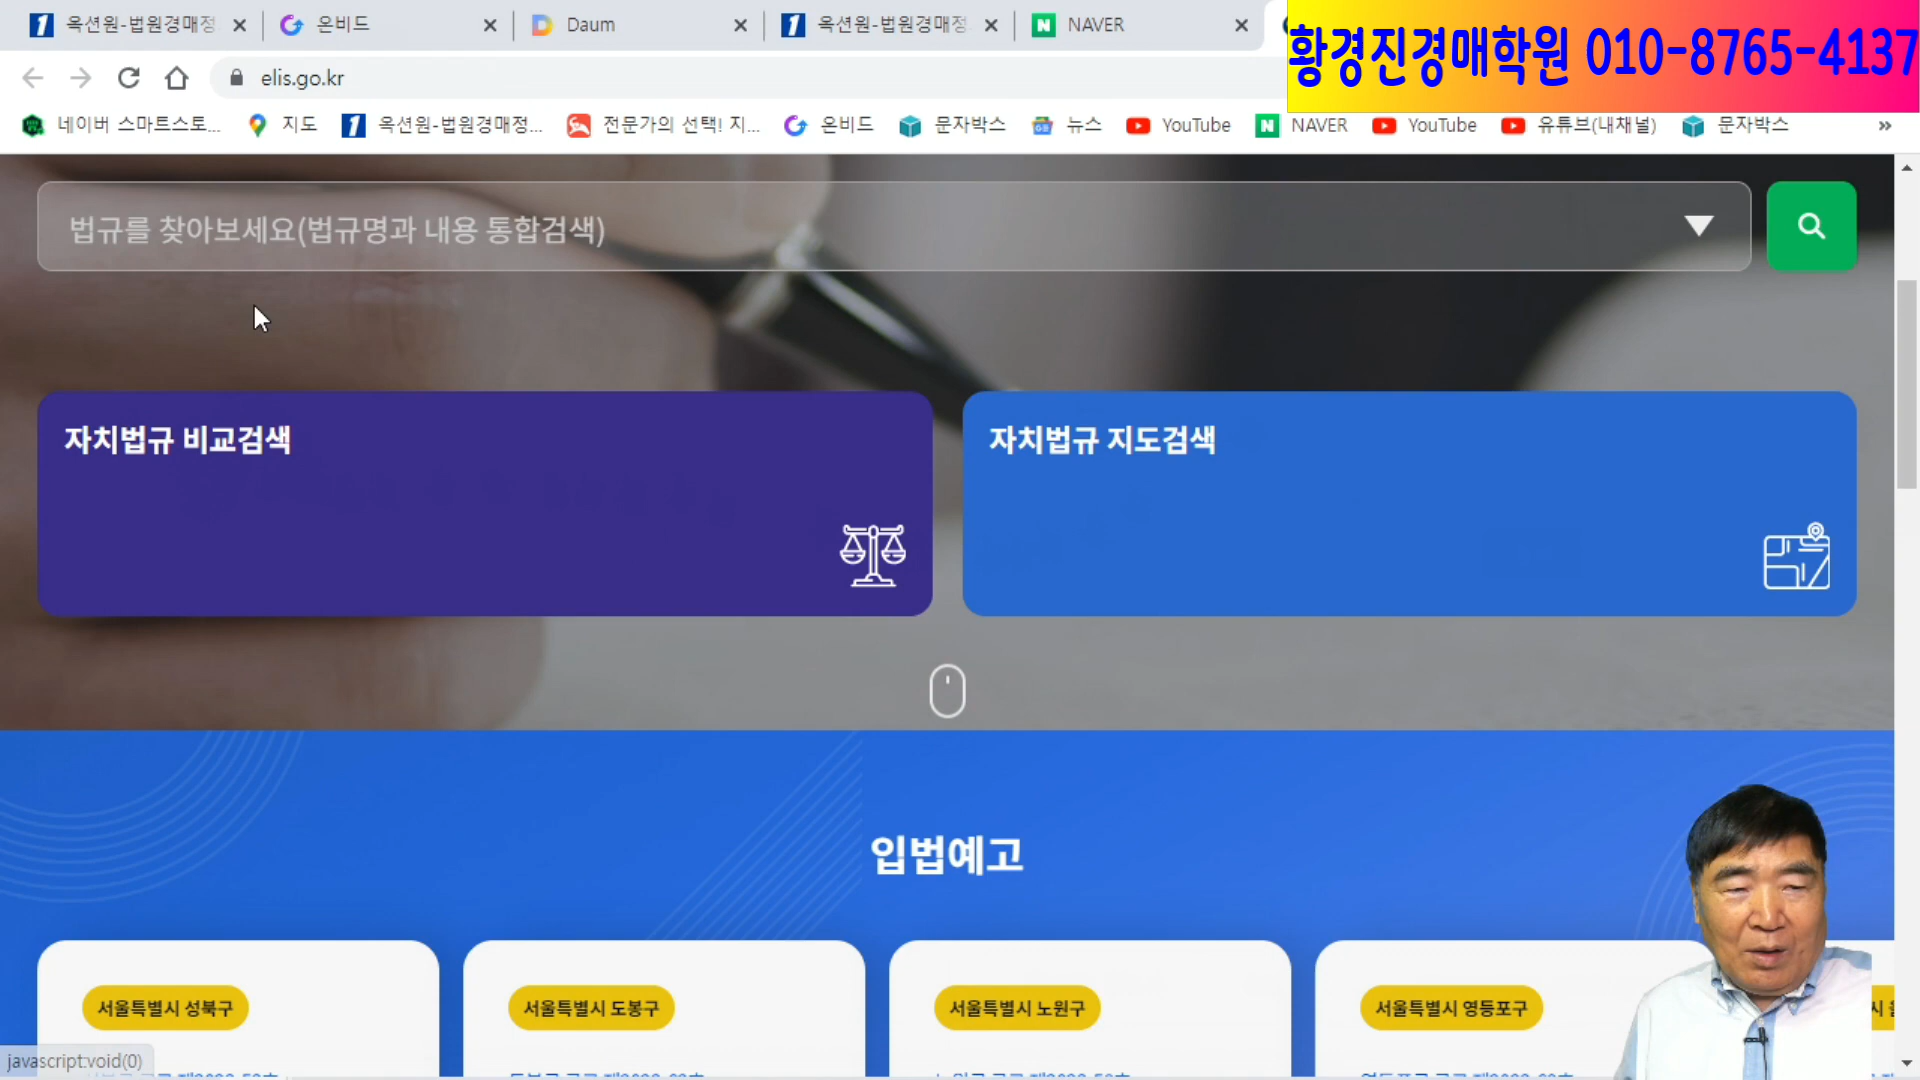 옥션원-법원경매정
온비드
Daum
옥션원-법원경매정
NAVER
황경진경매학원 010-8765-4137
elis.go.kr
네이버 스마트스토...
지도
옥션원-법원경매정...
전문가의 선택! 지...
온비드
문자박스
뉴스
YouTube
NAVER
YouTube
유튜브(내채널)
문자박스
»
법규를 찾아보세요(법규명과 내용 통합검색)
자치법규 비교검색
자치법규 지도검색
입법예고
서울특별시 성북구
서울특별시 도봉구
서울특별시 노원구
서울특별시 영등포구
javascript:void(0)